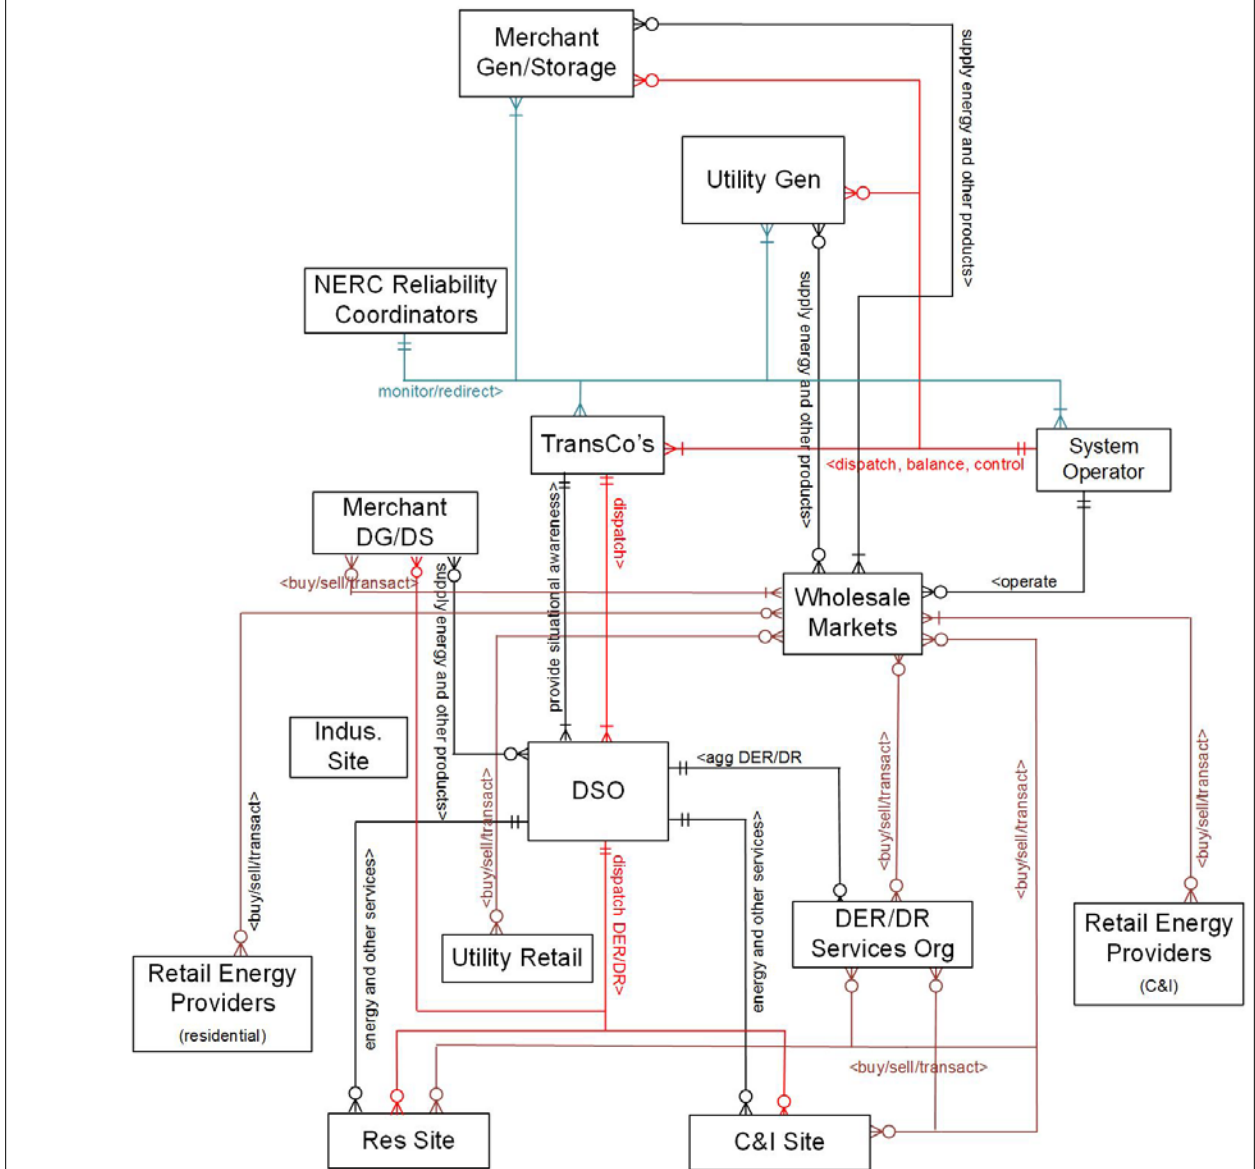 Merchant
Gen/Storage
supply energy and other products>
Utility Gen
NERC Reliability
Coordinators
supply energy and other products>
monitor/redirect>
TransCo's
System
Operator
<dispatch, balance, control
Merchant
DG/DS
provide situational awareness>
dispatch>
<buy/sell/transact>
supply energy and other products>
<operate
Wholesale
Markets
Indus.
Site
DSO
<agg DER/DR
<buy/sell/transact>
<buy/sell/transact>
<buy/sell/transact>
<buy/sell/transact>
<buy/sell/transact>
energy and other services>
dispatch DER/DR>
energy and other services>
DER/DR
Services Org
Retail Energy
Providers
(C&I)
Utility Retail
Retail Energy
Providers
(residential)
<buy/sell/transact>
Res Site
C&I Site